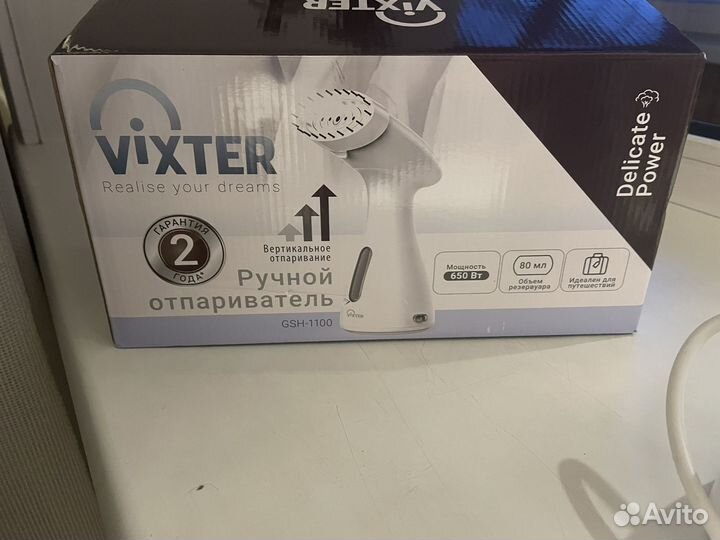 VIXTER
ViXTER
Realise your dreams
ГАРАНТИЯ
2
ГОДА*
Вертикальное
отпаривание
Ручной
отпариватель
GSH-1100
ViXTER
Мощность
650 Вт
80 мл
Объем
резервуара
Идеален для
путешествий
Delicate
Power
Avito